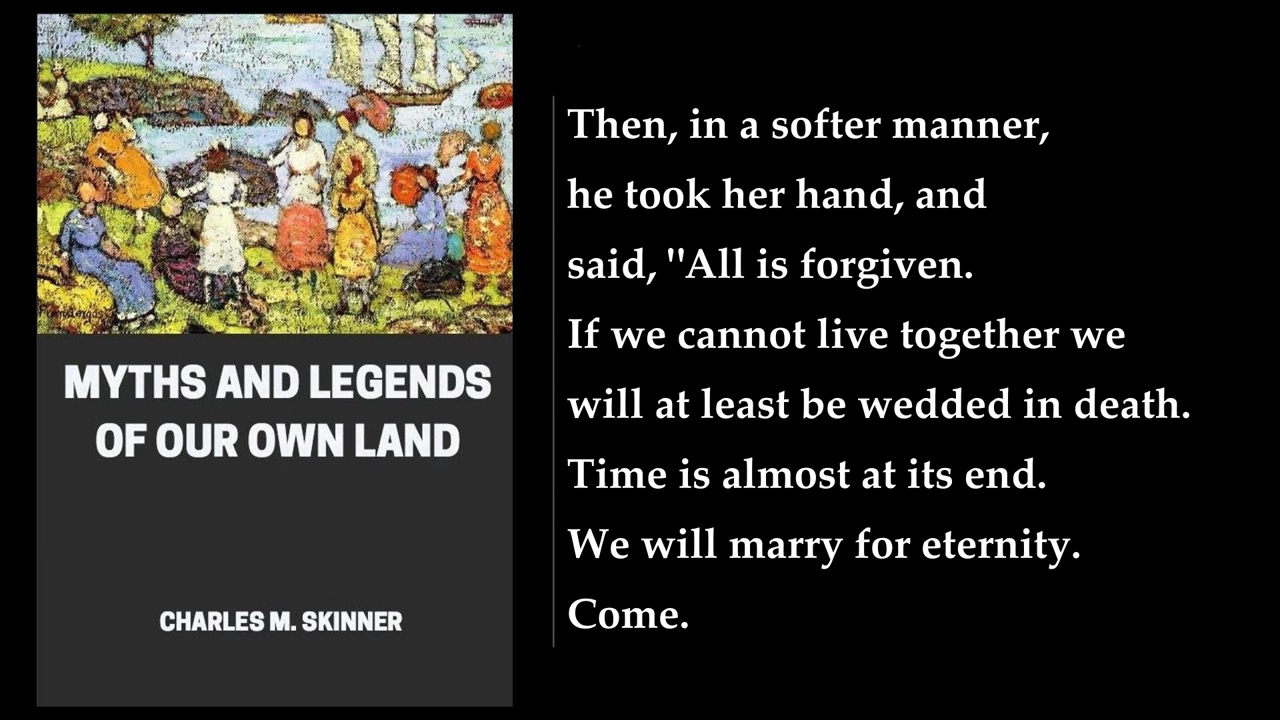 MYTHS AND LEGENDS
OF OUR OWN LAND
CHARLES M. SKINNER
Then, in a softer manner,
he took her hand, and
said, "All is forgiven.
If we cannot live together we
will at least be wedded in death.
Time is almost at its end.
We will marry for eternity.
Come.